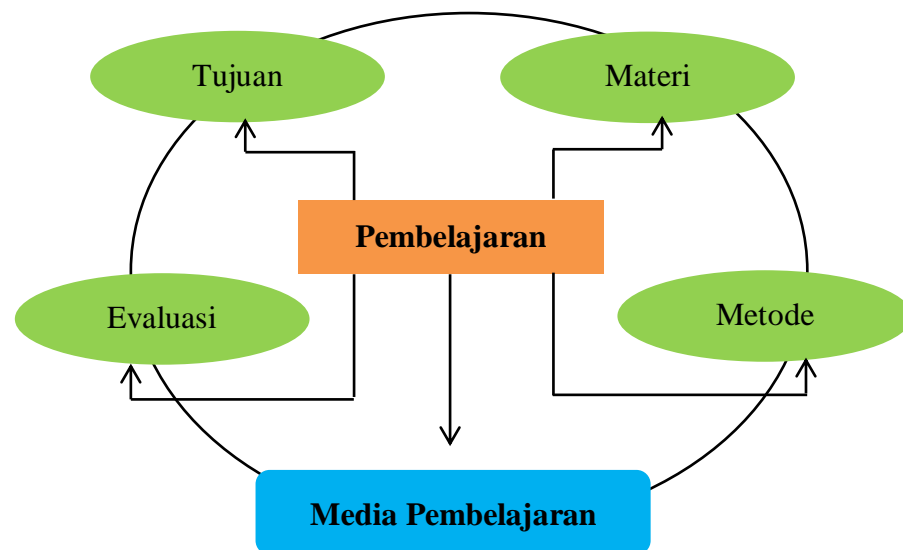 Tujuan
Materi
Pembelajaran
Evaluasi
Metode
Media Pembelajaran